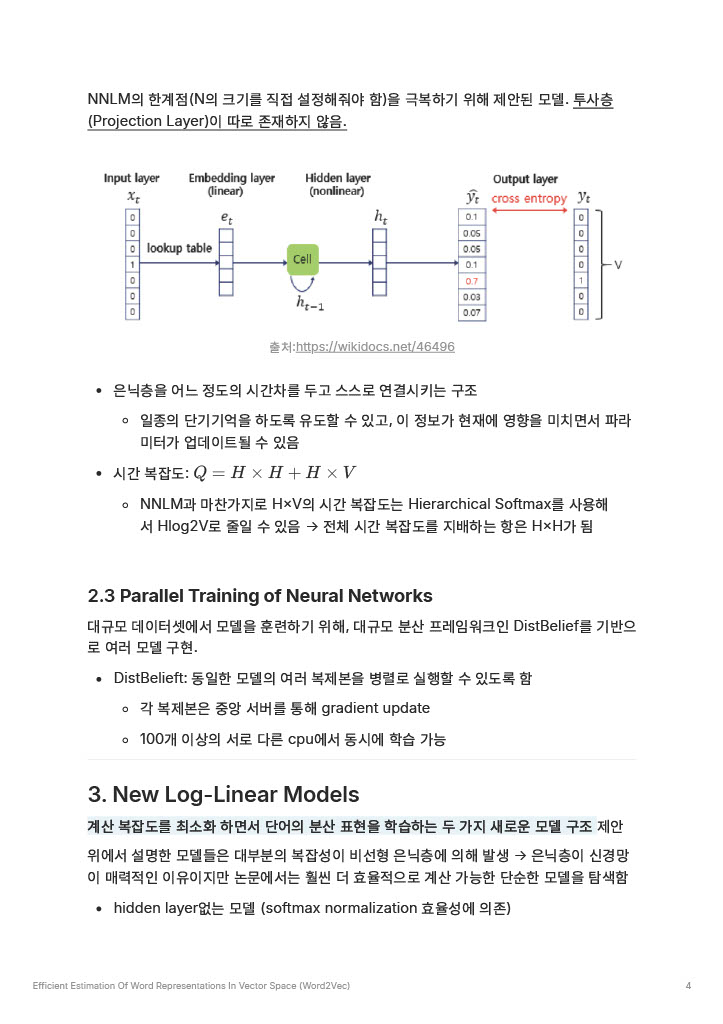 NNLM의 한계점(N의 크기를 직접 설정해줘야 함)을 극복하기 위해 제안된 모델. 투사층
(Projection Layer)이 따로 존재하지 않음.
Input layer
Embedding layer
(linear)
Hidden layer
(nonlinear)
Output layer
x_t
e_t
h_t
ŷ_t
cross entropy
y_t
0
0
0
1
0
0
0
lookup table
Cell
h_{t−1}
0.1
0.05
0.05
0.1
0.7
0.03
0.07
0
0
0
0
1
0
0
V
출처:https://wikidocs.net/46496
• 은닉층을 어느 정도의 시간차를 두고 스스로 연결시키는 구조
◦ 일종의 단기기억을 하도록 유도할 수 있고, 이 정보가 현재에 영향을 미치면서 파라
미터가 업데이트될 수 있음
• 시간 복잡도: Q = H × H + H × V
◦ NNLM과 마찬가지로 H×V의 시간 복잡도는 Hierarchical Softmax를 사용해
서 Hlog2V로 줄일 수 있음 → 전체 시간 복잡도를 지배하는 항은 H×H가 됨
2.3 Parallel Training of Neural Networks
대규모 데이터셋에서 모델을 훈련하기 위해, 대규모 분산 프레임워크인 DistBelief를 기반으
로 여러 모델 구현.
• DistBelieft: 동일한 모델의 여러 복제본을 병렬로 실행할 수 있도록 함
◦ 각 복제본은 중앙 서버를 통해 gradient update
◦ 100개 이상의 서로 다른 cpu에서 동시에 학습 가능
3. New Log-Linear Models
계산 복잡도를 최소화 하면서 단어의 분산 표현을 학습하는 두 가지 새로운 모델 구조 제안
위에서 설명한 모델들은 대부분의 복잡성이 비선형 은닉층에 의해 발생 → 은닉층이 신경망
이 매력적인 이유이지만 논문에서는 훨씬 더 효율적으로 계산 가능한 단순한 모델을 탐색함
• hidden layer없는 모델 (softmax normalization 효율성에 의존)
Efficient Estimation Of Word Representations In Vector Space (Word2Vec)
4